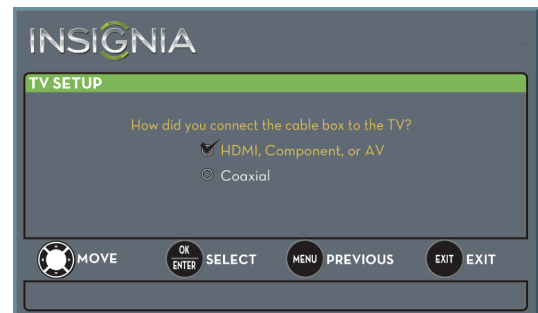 INSIGNIA
TV SETUP
How did you connect the cable box to the TV?
HDMI, Component, or AV
Coaxial
MOVE OK ENTER SELECT MENU PREVIOUS EXIT EXIT